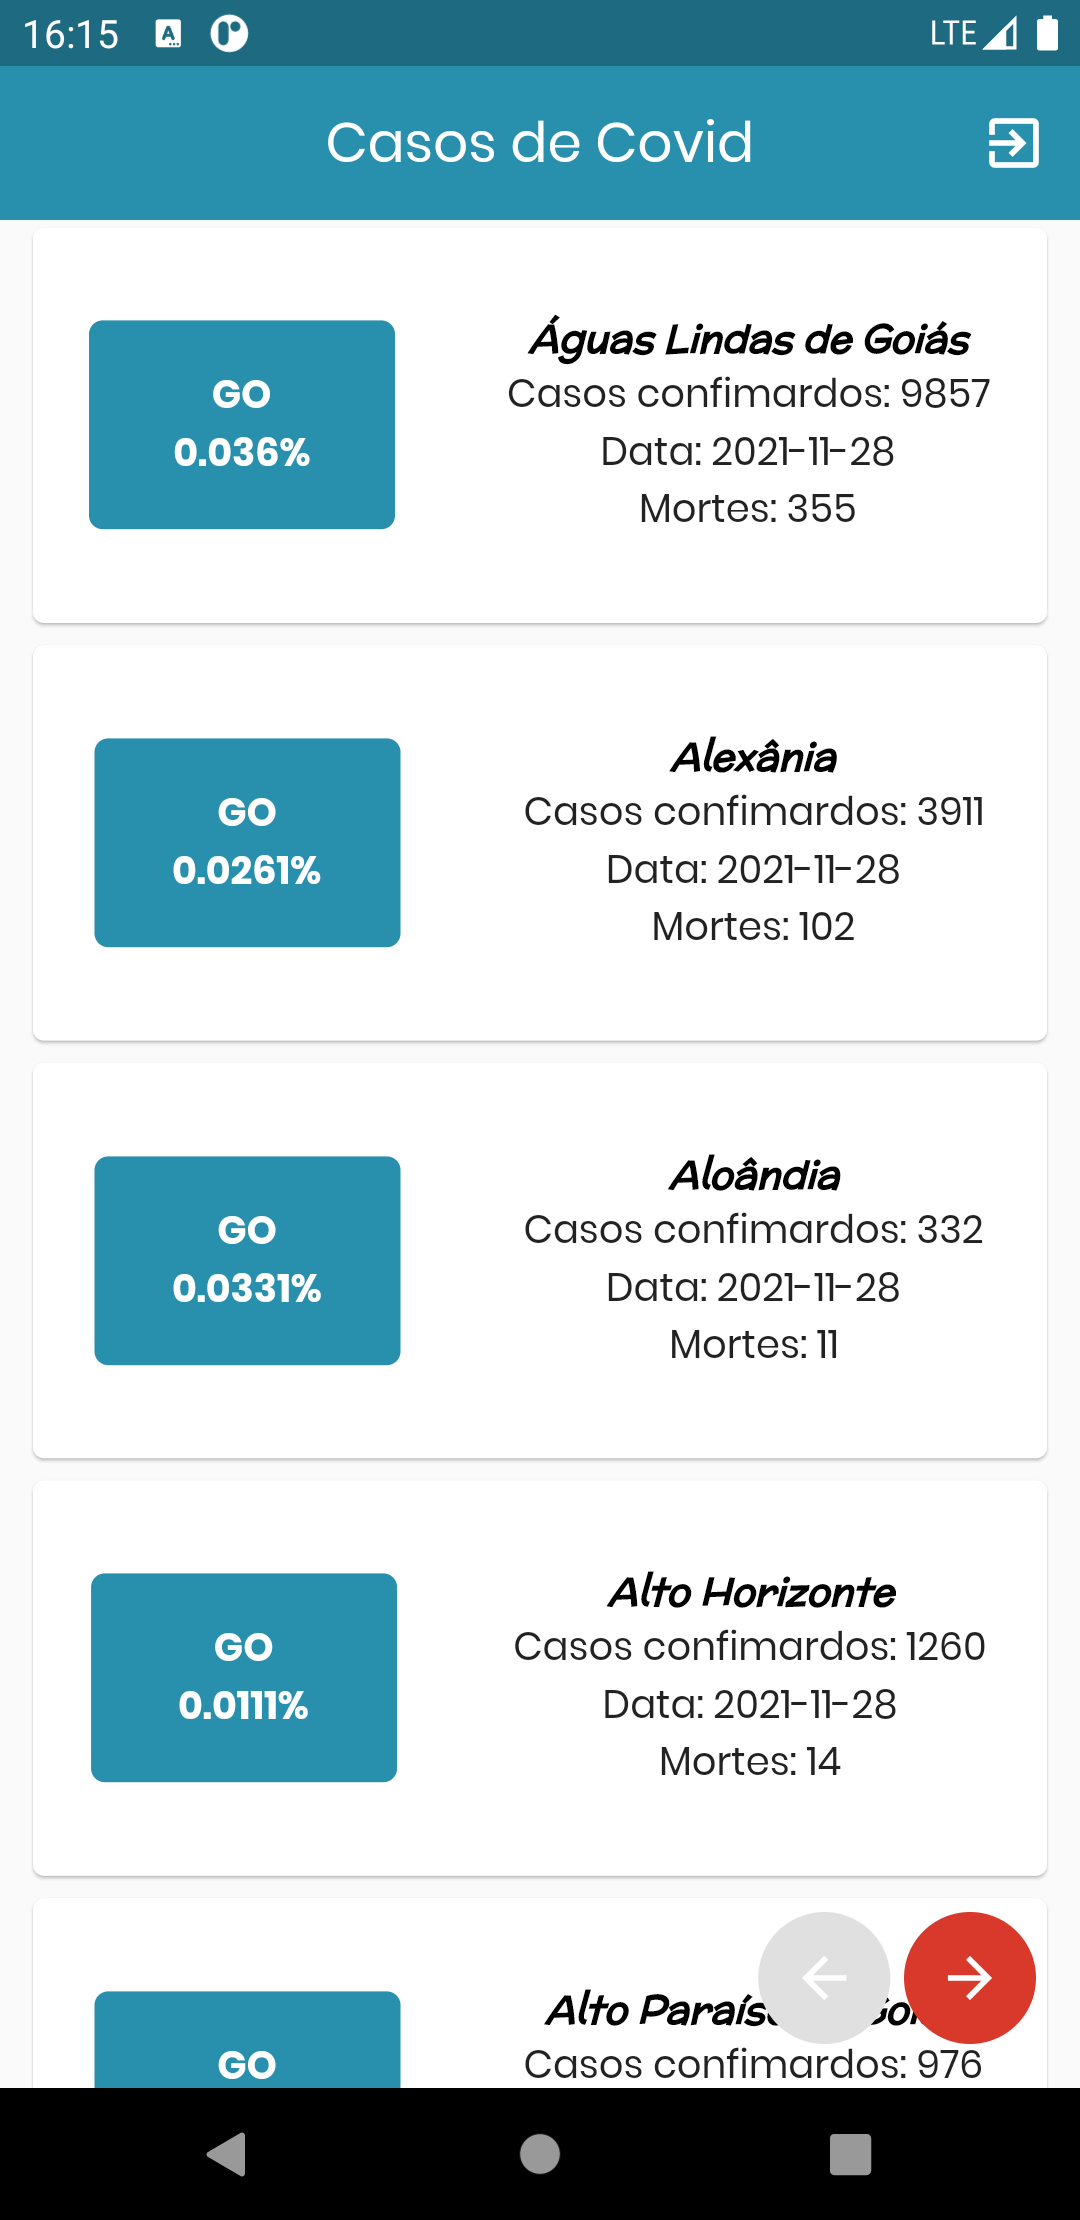 16:15
LTE
Casos de Covid
GO
0.036%
Águas Lindas de Goiás
Casos confimardos: 9857
Data: 2021-11-28
Mortes: 355
GO
0.0261%
Alexânia
Casos confimardos: 3911
Data: 2021-11-28
Mortes: 102
GO
0.0331%
Aloândia
Casos confimardos: 332
Data: 2021-11-28
Mortes: 11
GO
0.0111%
Alto Horizonte
Casos confimardos: 1260
Data: 2021-11-28
Mortes: 14
GO
Alto
Casos confimardos: 976